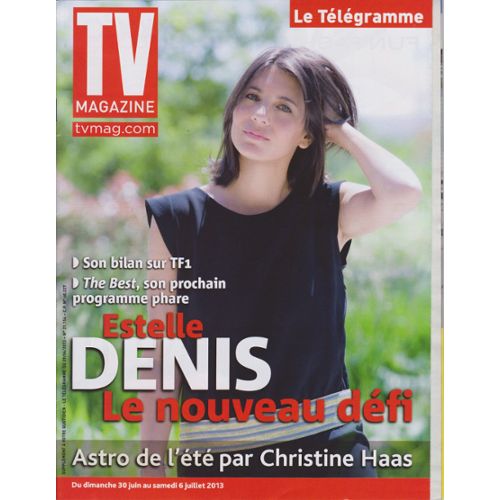 Le Télégramme
TV
MAGAZINE
tvmag.com
Son bilan sur TF1
The Best, son prochain
programme phare
Estelle
DENIS
Le nouveau défi
Astro de l'été par Christine Haas
Du dimanche 30 juin au samedi 6 juillet 2013